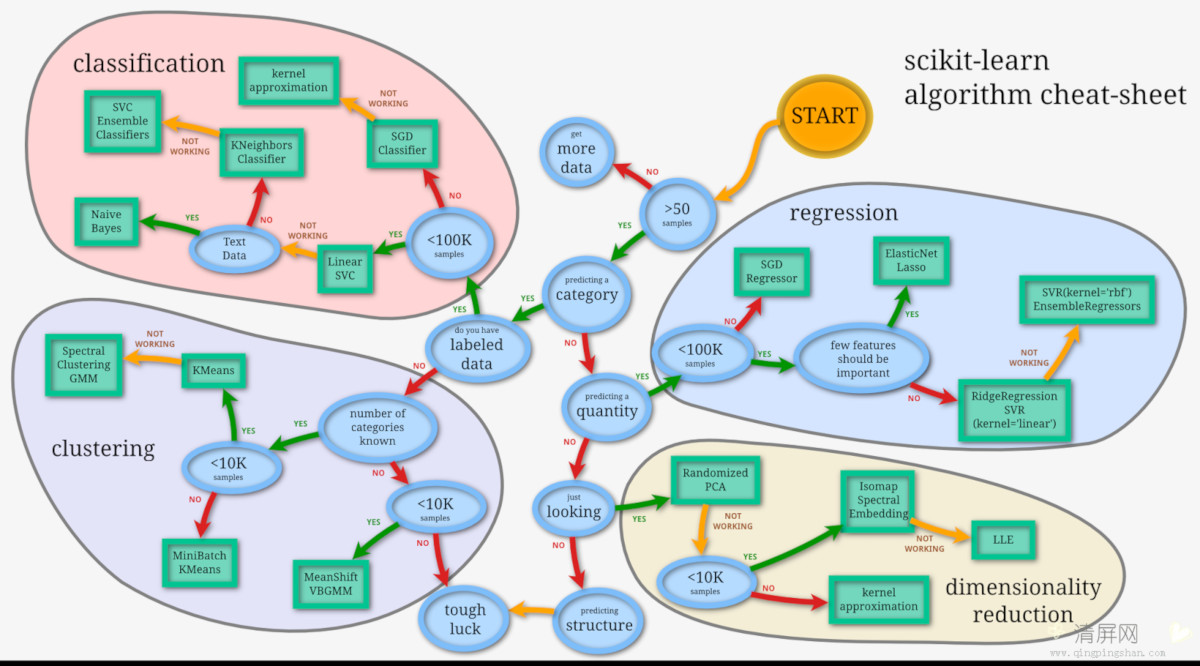 scikit-learn
algorithm cheat-sheet
START
classification
kernel
approximation
NOT
WORKING
SVC
Ensemble
Classifiers
NOT
WORKING
KNeighbors
Classifier
SGD
Classifier
NO
Naive
Bayes
YES
Text
Data
NO
NOT
WORKING
Linear
SVC
YES
<100K
samples
YES
get
more
data
NO
>50
samples
YES
predicting a
category
YES
NO
do you have
labeled
data
NO
predicting a
quantity
YES
NO
just
looking
YES
NO
predicting
structure
tough
luck
regression
SGD
Regressor
NO
<100K
samples
YES
ElasticNet
Lasso
YES
few features
should be
important
NO
SVR(kernel='rbf')
EnsembleRegressors
NOT
WORKING
RidgeRegression
SVR
(kernel='linear')
clustering
Spectral
Clustering
GMM
NOT
WORKING
KMeans
YES
<10K
samples
NO
MiniBatch
KMeans
number of
categories
known
YES
NO
<10K
samples
YES
NO
MeanShift
VBGMM
Randomized
PCA
NOT
WORKING
<10K
samples
YES
NO
Isomap
Spectral
Embedding
NOT
WORKING
LLE
kernel
approximation
dimensionality
reduction
清屏网
www.qingpingshan.com